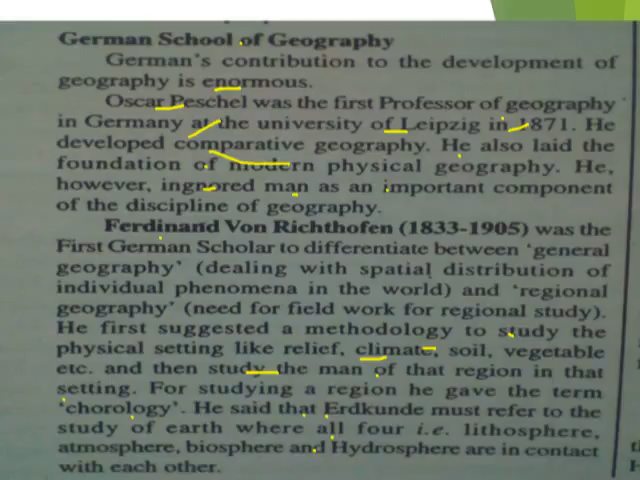 German School of Geography
German's contribution to the development of
geography is enormous.
Oscar Peschel was the first Professor of geography
in Germany at the university of Leipzig in 1871. He
developed comparative geography. He also laid the
foundation of modern physical geography. He,
however, ingnored man as an important component
of the discipline of geography.
Ferdinand Von Richthofen (1833-1905) was the
First German Scholar to differentiate between 'general
geography' (dealing with spatial distribution of
individual phenomena in the world) and 'regional
geography' (need for field work for regional study).
He first suggested a methodology to study the
physical setting like relief, climate, soil, vegetable
etc. and then study the man of that region in that
setting. For studying a region he gave the term
'chorology'. He said that Erdkunde must refer to the
study of earth where all four i.e. lithosphere,
atmosphere, biosphere and Hydrosphere are in contact
with each other.